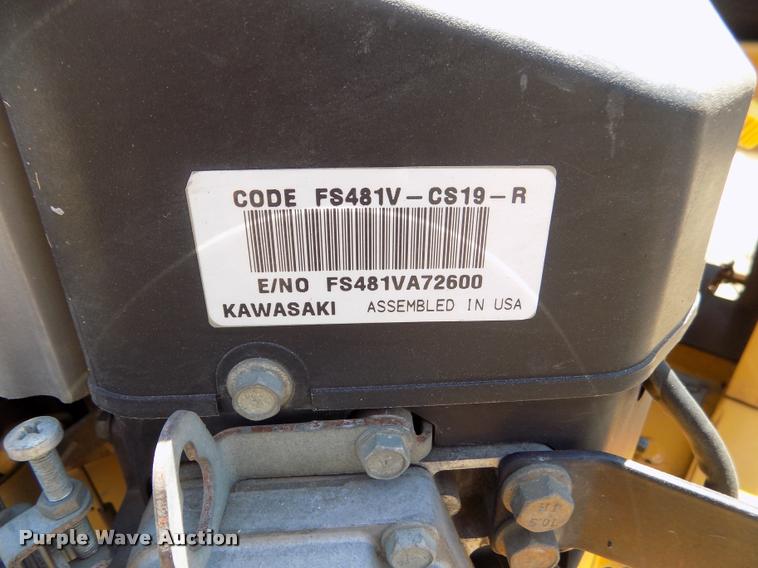 CODE FS481V-CS19-R
E/NO FS481VA72600
KAWASAKI ASSEMBLED IN USA
Purple Wave Auction